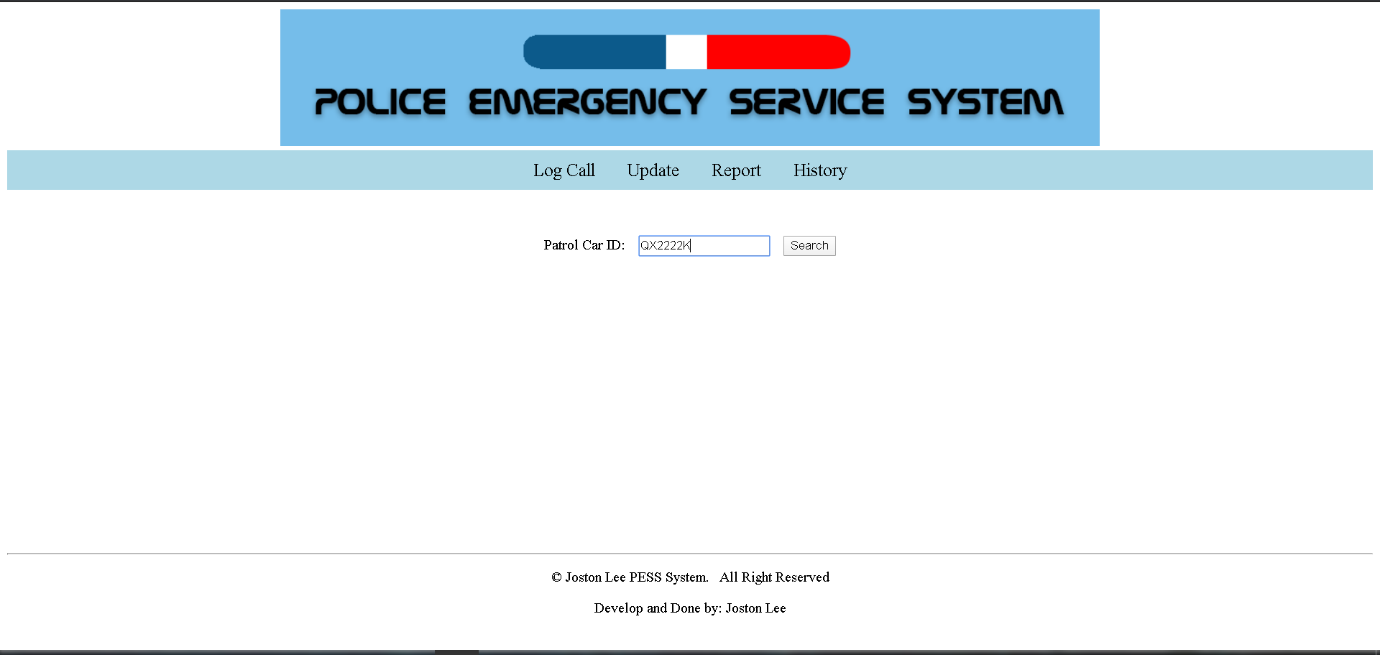 POLICE EMERGENCY SERVICE SYSTEM
Log Call Update Report History
Patrol Car ID: QX2222K Search
© Joston Lee PESS System. All Right Reserved
Develop and Done by: Joston Lee